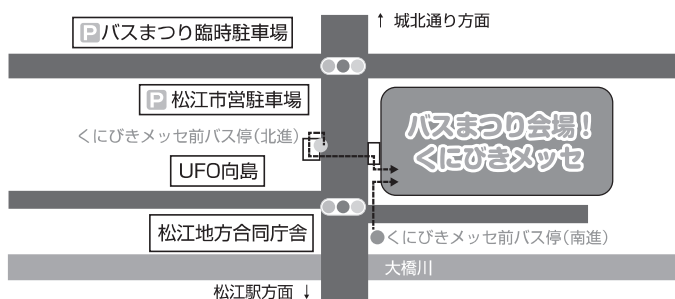 ↑ 城北通り方面
P バスまつり臨時駐車場
P 松江市営駐車場
バスまつり会場!
くにびきメッセ
くにびきメッセ前バス停(北進)
UFO向島
松江地方合同庁舎
くにびきメッセ前バス停(南進)
大橋川
松江駅方面 ↓